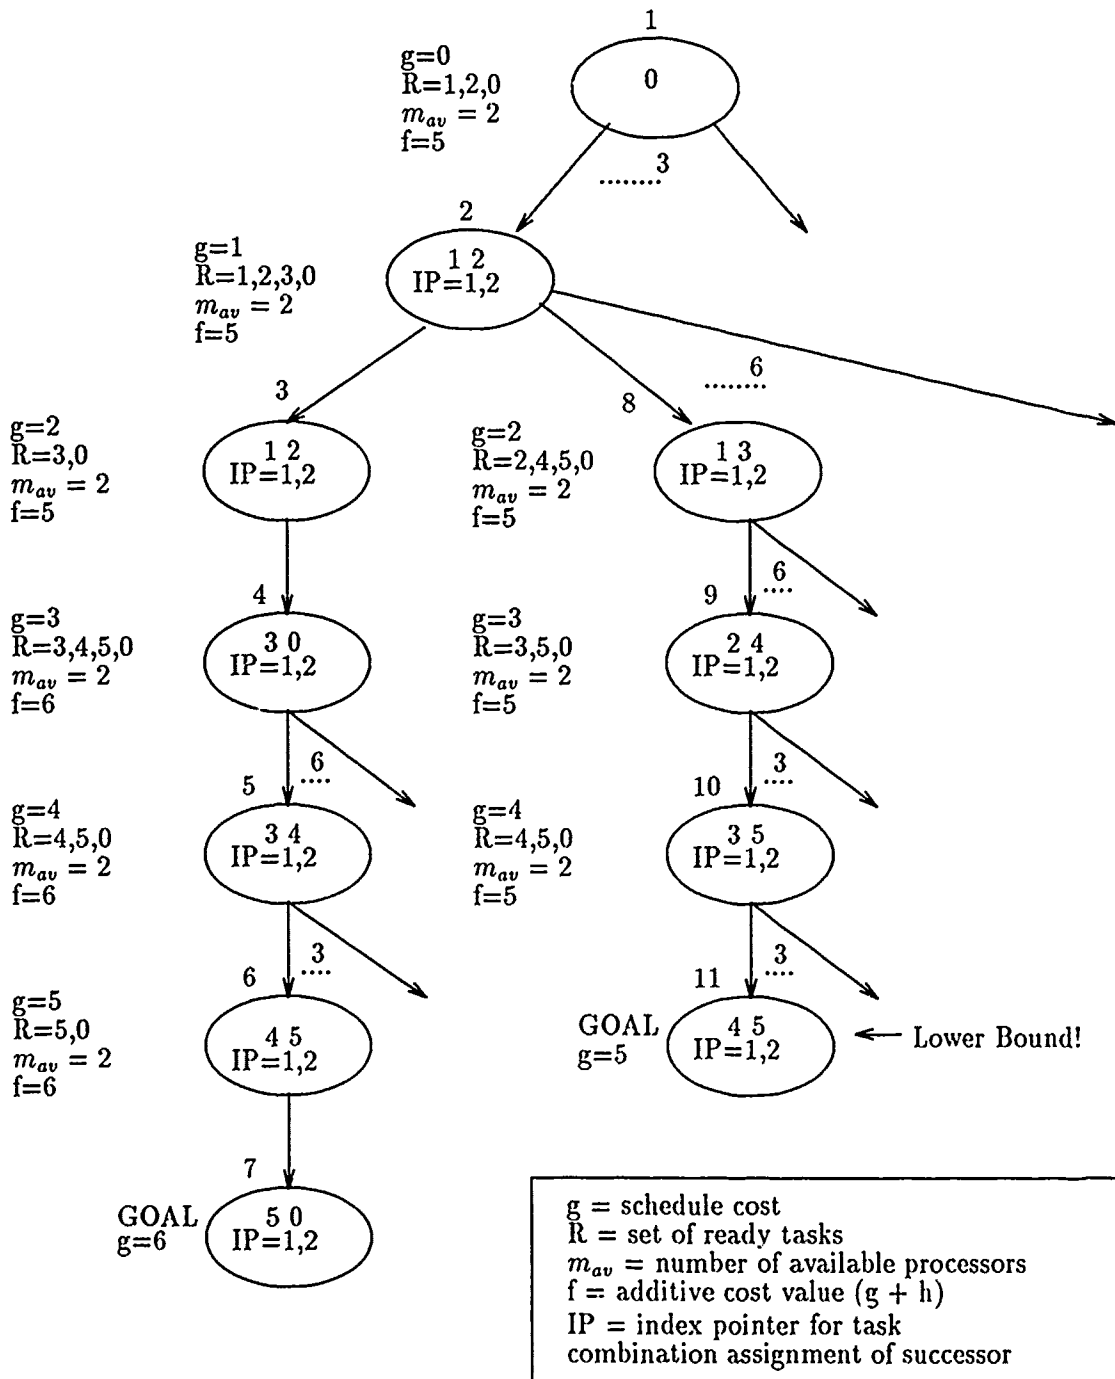 1
g=0
R=1,2,0
m_av = 2
f=5
0
........3
2
g=1
R=1,2,3,0
m_av = 2
f=5
1 2
IP=1,2
3
8
........6
g=2
R=3,0
m_av = 2
f=5
1 2
IP=1,2
g=2
R=2,4,5,0
m_av = 2
f=5
1 3
IP=1,2
4
9
6
....
g=3
R=3,4,5,0
m_av = 2
f=6
3 0
IP=1,2
g=3
R=3,5,0
m_av = 2
f=5
2 4
IP=1,2
5
6
....
10
3
....
g=4
R=4,5,0
m_av = 2
f=6
3 4
IP=1,2
g=4
R=4,5,0
m_av = 2
f=5
3 5
IP=1,2
6
3
....
11
3
....
g=5
R=5,0
m_av = 2
f=6
4 5
IP=1,2
GOAL
g=5
4 5
IP=1,2
Lower Bound!
7
GOAL
g=6
5 0
IP=1,2
g = schedule cost
R = set of ready tasks
m_av = number of available processors
f = additive cost value (g + h)
IP = index pointer for task
combination assignment of successor